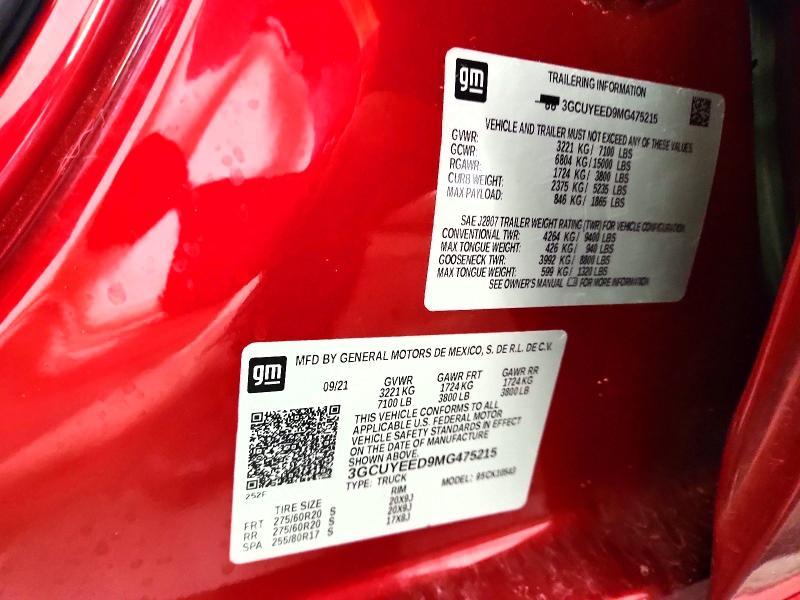 gm
TRAILERING INFORMATION
3GCUYEED9MG475215
VEHICLE AND TRAILER MUST NOT EXCEED ANY OF THESE VALUES
GVWR: 3221 KG / 7100 LBS
GCWR: 6804 KG / 15000 LBS
RGAWR: 1724 KG / 3800 LBS
CURB WEIGHT: 2375 KG / 5235 LBS
MAX PAYLOAD: 846 KG / 1865 LBS
SAE J2807 TRAILER WEIGHT RATING (TWR) FOR VEHICLE CONFIGURATION
CONVENTIONAL TWR: 4264 KG / 9400 LBS
MAX TONGUE WEIGHT: 426 KG / 940 LBS
GOOSENECK TWR: 3992 KG / 8800 LBS
MAX TONGUE WEIGHT: 599 KG / 1320 LBS
SEE OWNER'S MANUAL FOR MORE INFORMATION
gm
MFD BY GENERAL MOTORS DE MEXICO, S. DE R.L. DE C.V.
09/21 GVWR GAWR FRT GAWR RR
3221 KG 1724 KG 1724 KG
7100 LB 3800 LB 3800 LB
THIS VEHICLE CONFORMS TO ALL
APPLICABLE U.S. FEDERAL MOTOR
VEHICLE SAFETY STANDARDS IN EFFECT
ON THE DATE OF MANUFACTURE
SHOWN ABOVE.
3GCUYEED9MG475215
252F
TYPE: TRUCK MODEL: 95CK10543
TIRE SIZE RIM
FRT 275/60R20 S 20X9J
RR 275/60R20 S 20X9J
SPA 255/80R17 S 17X8J